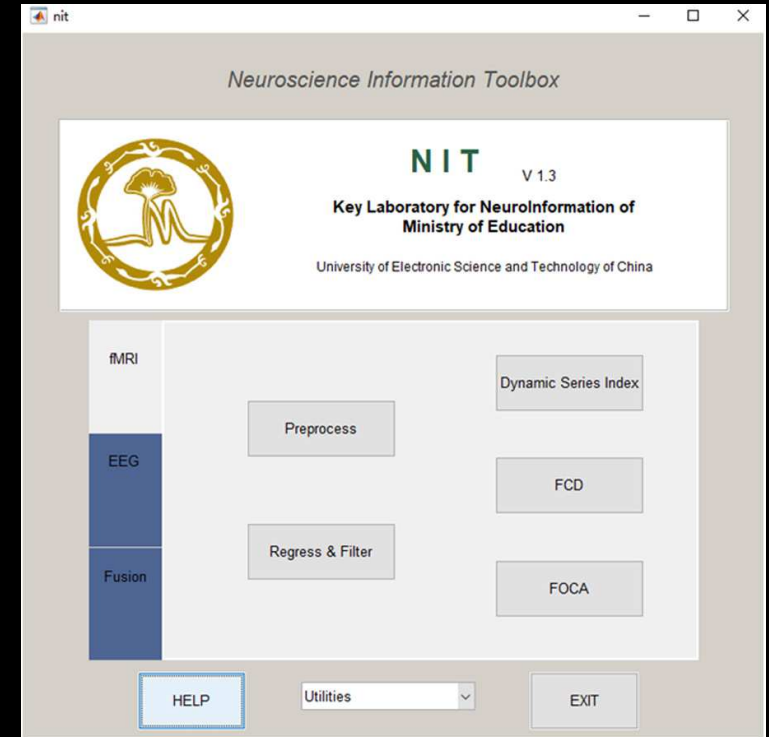 nit
Neuroscience Information Toolbox
NIT V 1.3
Key Laboratory for NeuroInformation of
Ministry of Education
University of Electronic Science and Technology of China
fMRI
EEG
Fusion
Preprocess
Regress & Filter
Dynamic Series Index
FCD
FOCA
HELP
Utilities
EXIT